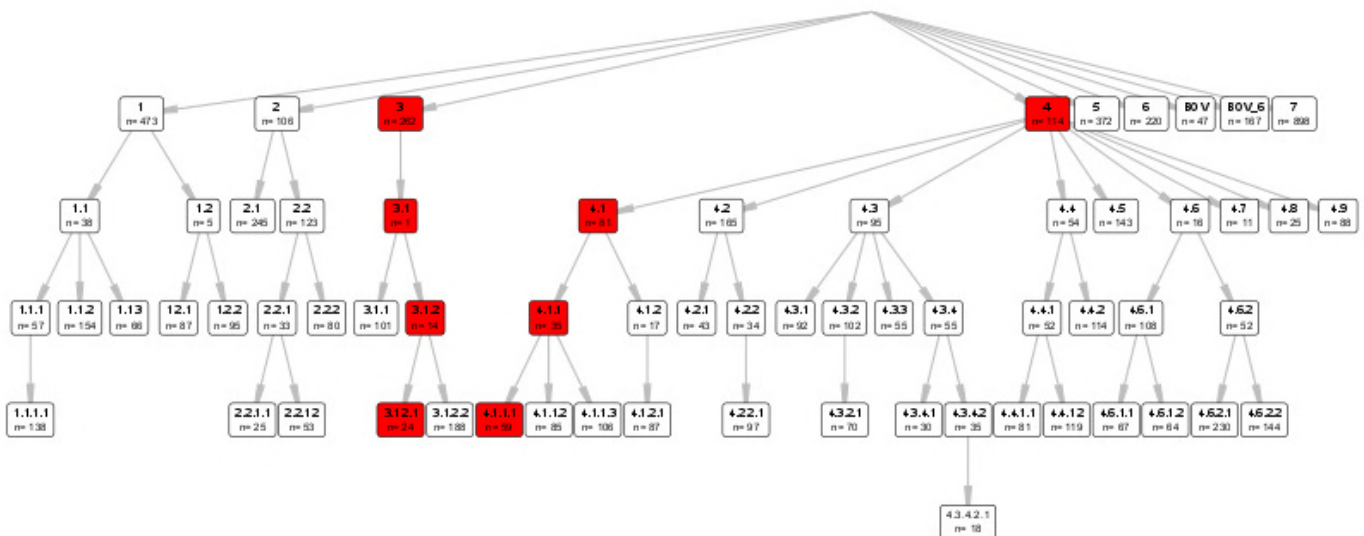 1
n= 473
2
n= 106
3
n= 262
4
n= 114
5
n= 372
6
n= 220
BOV
n= 47
BOV_6
n= 167
7
n= 898
1.1
n= 38
1.2
n= 5
2.1
n= 245
2.2
n= 123
3.1
n= 1
4.1
n= 61
4.2
n= 165
4.3
n= 95
4.4
n= 54
4.5
n= 143
4.6
n= 16
4.7
n= 11
4.8
n= 25
4.9
n= 88
1.1.1
n= 57
1.1.2
n= 154
1.1.3
n= 66
1.2.1
n= 87
1.2.2
n= 95
2.2.1
n= 33
2.2.2
n= 80
3.1.1
n= 101
3.1.2
n= 14
4.1.1
n= 35
4.1.2
n= 17
4.2.1
n= 43
4.2.2
n= 34
4.3.1
n= 92
4.3.2
n= 102
4.3.3
n= 55
4.3.4
n= 55
4.4.1
n= 52
4.4.2
n= 114
4.6.1
n= 108
4.6.2
n= 52
1.1.1.1
n= 138
2.2.1.1
n= 25
2.2.1.2
n= 53
3.1.2.1
n= 24
3.1.2.2
n= 188
4.1.1.1
n= 59
4.1.1.2
n= 85
4.1.1.3
n= 106
4.1.2.1
n= 87
4.2.2.1
n= 97
4.3.2.1
n= 70
4.3.4.1
n= 30
4.3.4.2
n= 35
4.4.1.1
n= 81
4.4.1.2
n= 119
4.6.1.1
n= 67
4.6.1.2
n= 64
4.6.2.1
n= 230
4.6.2.2
n= 144
4.3.4.2.1
n= 18